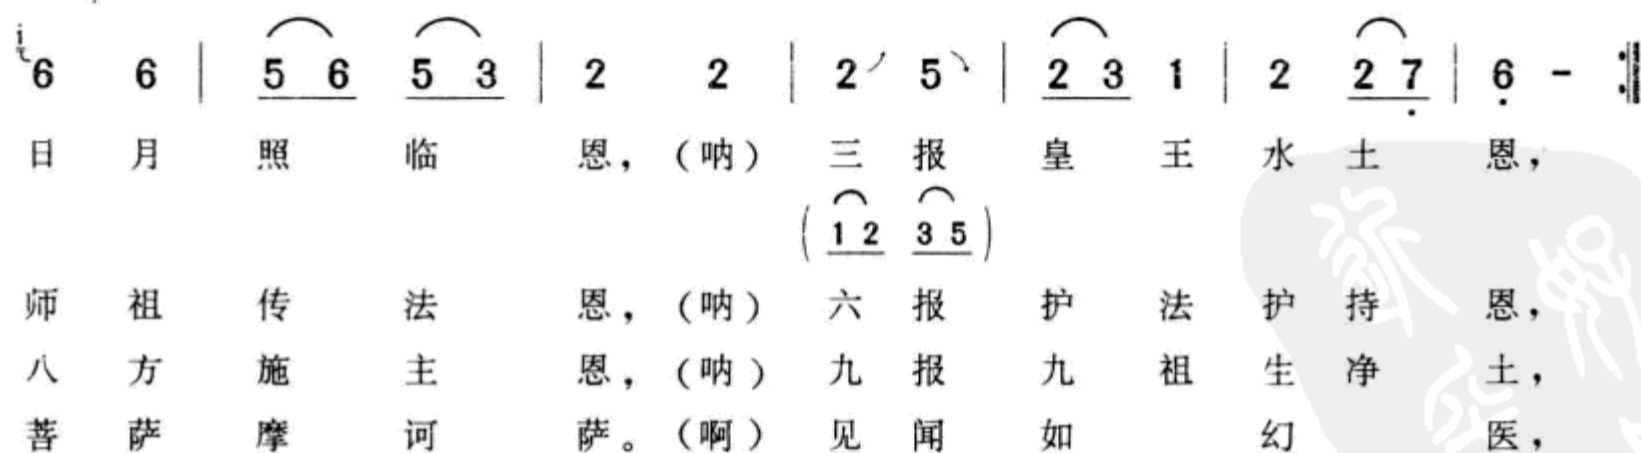 i
6 6 | 5 6 5 3 | 2 2 | 2 5 | 2 3 1 | 2 2 7 | 6 - :‖
日 月 照 临 恩，（呐）三 报 皇 王 水 土 恩，
( 1 2 3 5 )
师 祖 传 法 恩，（呐）六 报 护 法 护 持 恩，
八 方 施 主 恩，（呐）九 报 九 祖 生 净 土，
菩 萨 摩 诃 萨。（啊）见 闻 如 幻 医，